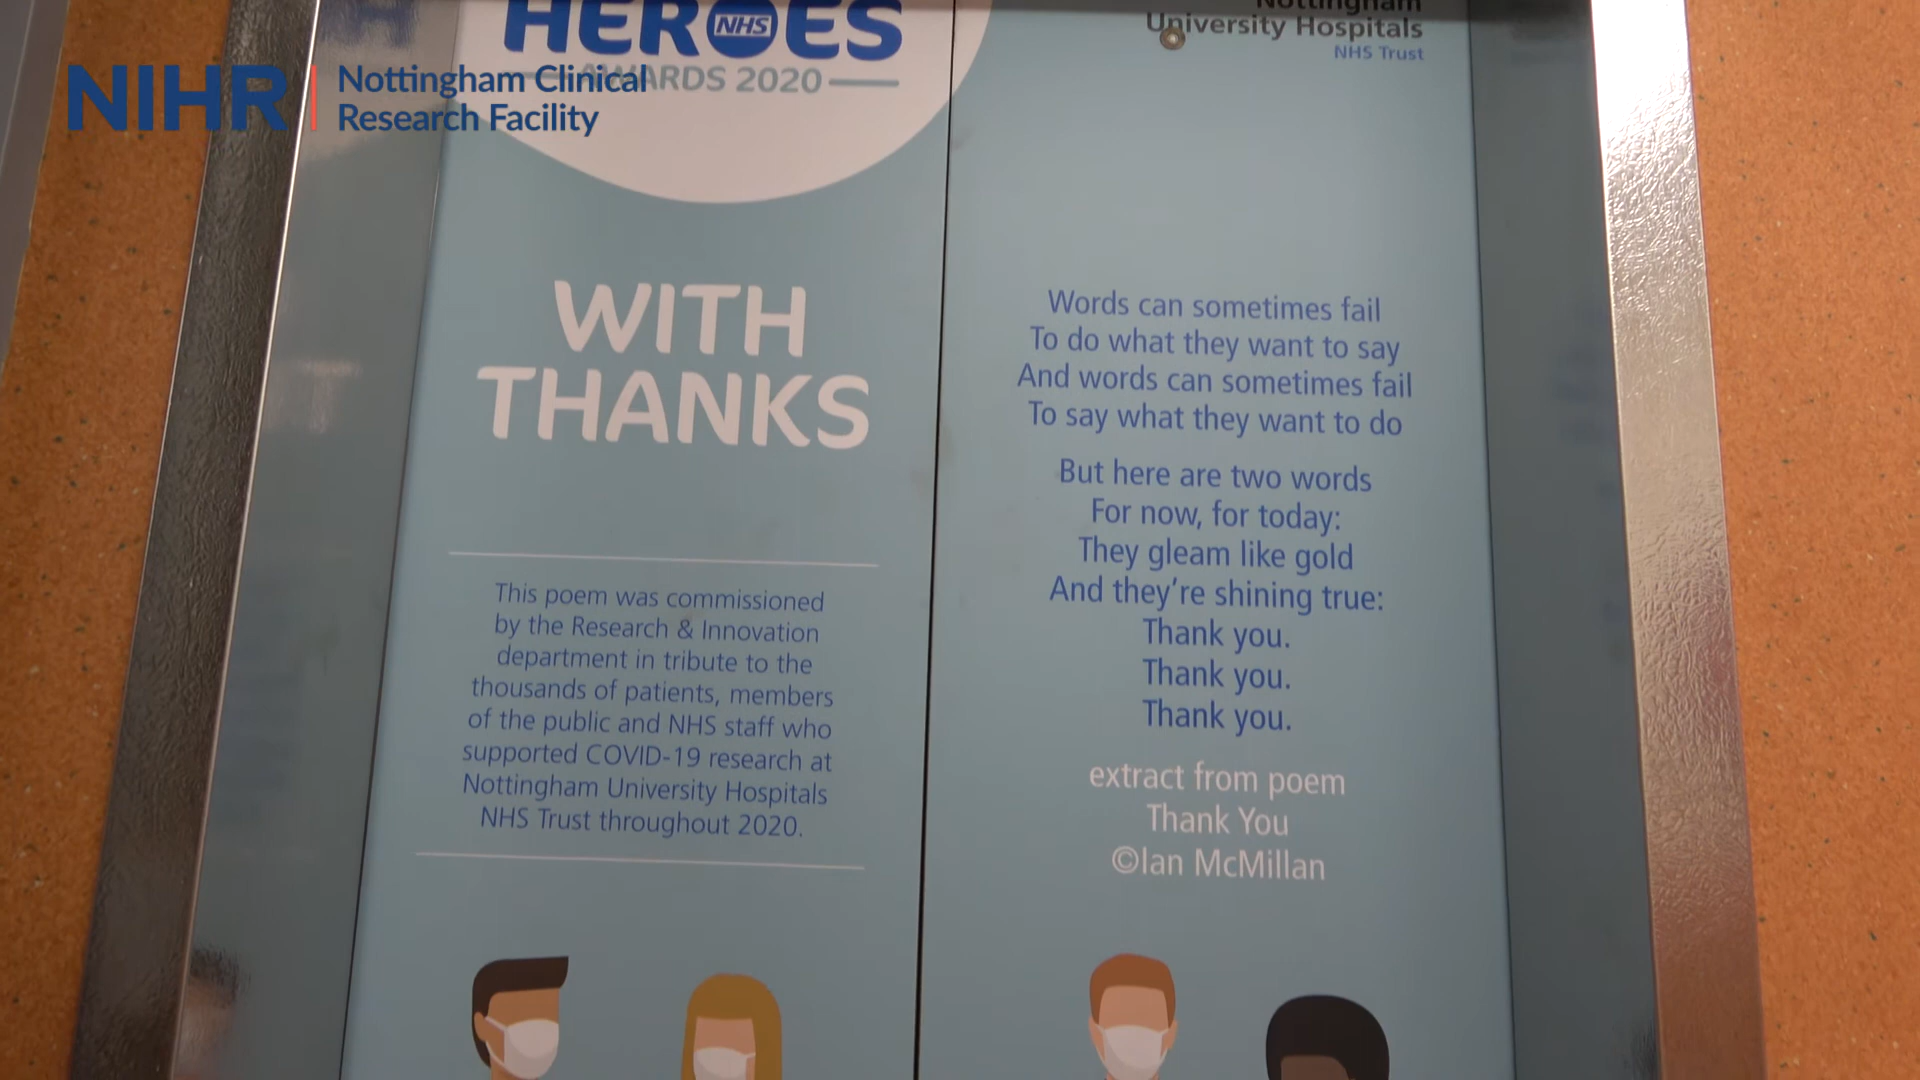 HEROES
NHS
AWARDS 2020
NIHR | Nottingham Clinical
Research Facility
WITH
THANKS
This poem was commissioned
by the Research & Innovation
department in tribute to the
thousands of patients, members
of the public and NHS staff who
supported COVID-19 research at
Nottingham University Hospitals
NHS Trust throughout 2020.
Nottingham
University Hospitals
NHS Trust
Words can sometimes fail
To do what they want to say
And words can sometimes fail
To say what they want to do
But here are two words
For now, for today:
They gleam like gold
And they're shining true:
Thank you.
Thank you.
Thank you.
extract from poem
Thank You
©Ian McMillan